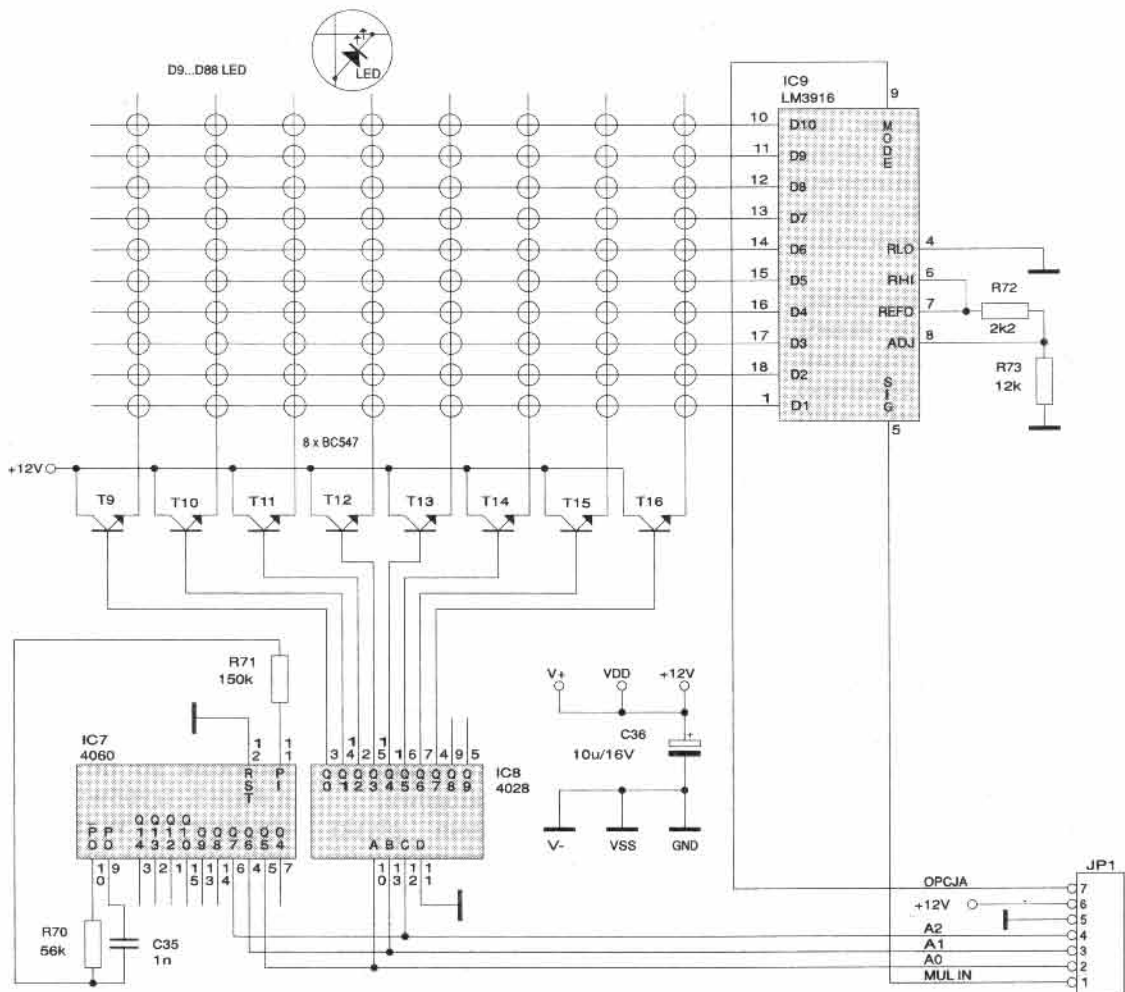 D9...D88 LED
LED
IC9
LM3916
9
10 D10
11 D9
12 D8
13 D7
14 D6
15 D5
16 D4
17 D3
18 D2
1 D1
MODE
RLO 4
RHI 6
REFO 7
ADJ 8
SIG
5
R72
2k2
R73
12k
8 x BC547
+12V
T9
T10
T11
T12
T13
T14
T15
T16
R71
150k
V+
VDD
+12V
C36
+
10u/16V
V-
VSS
GND
IC7
4060
12
11
RST
PI
PO
PO
Q14
Q13
Q12
Q10
Q9
Q8
Q7
Q6
Q5
Q4
10
9
3
2
1
15
13
14
6
4
5
7
3
14
2
15
1
6
7
4
9
5
IC8
4028
Q0
Q1
Q2
Q3
Q4
Q5
Q6
Q7
Q8
Q9
A
B
C
D
10
13
12
11
R70
56k
C35
1n
JP1
OPCJA 7
+12V 6
5
A2 4
A1 3
A0 2
MUL IN 1